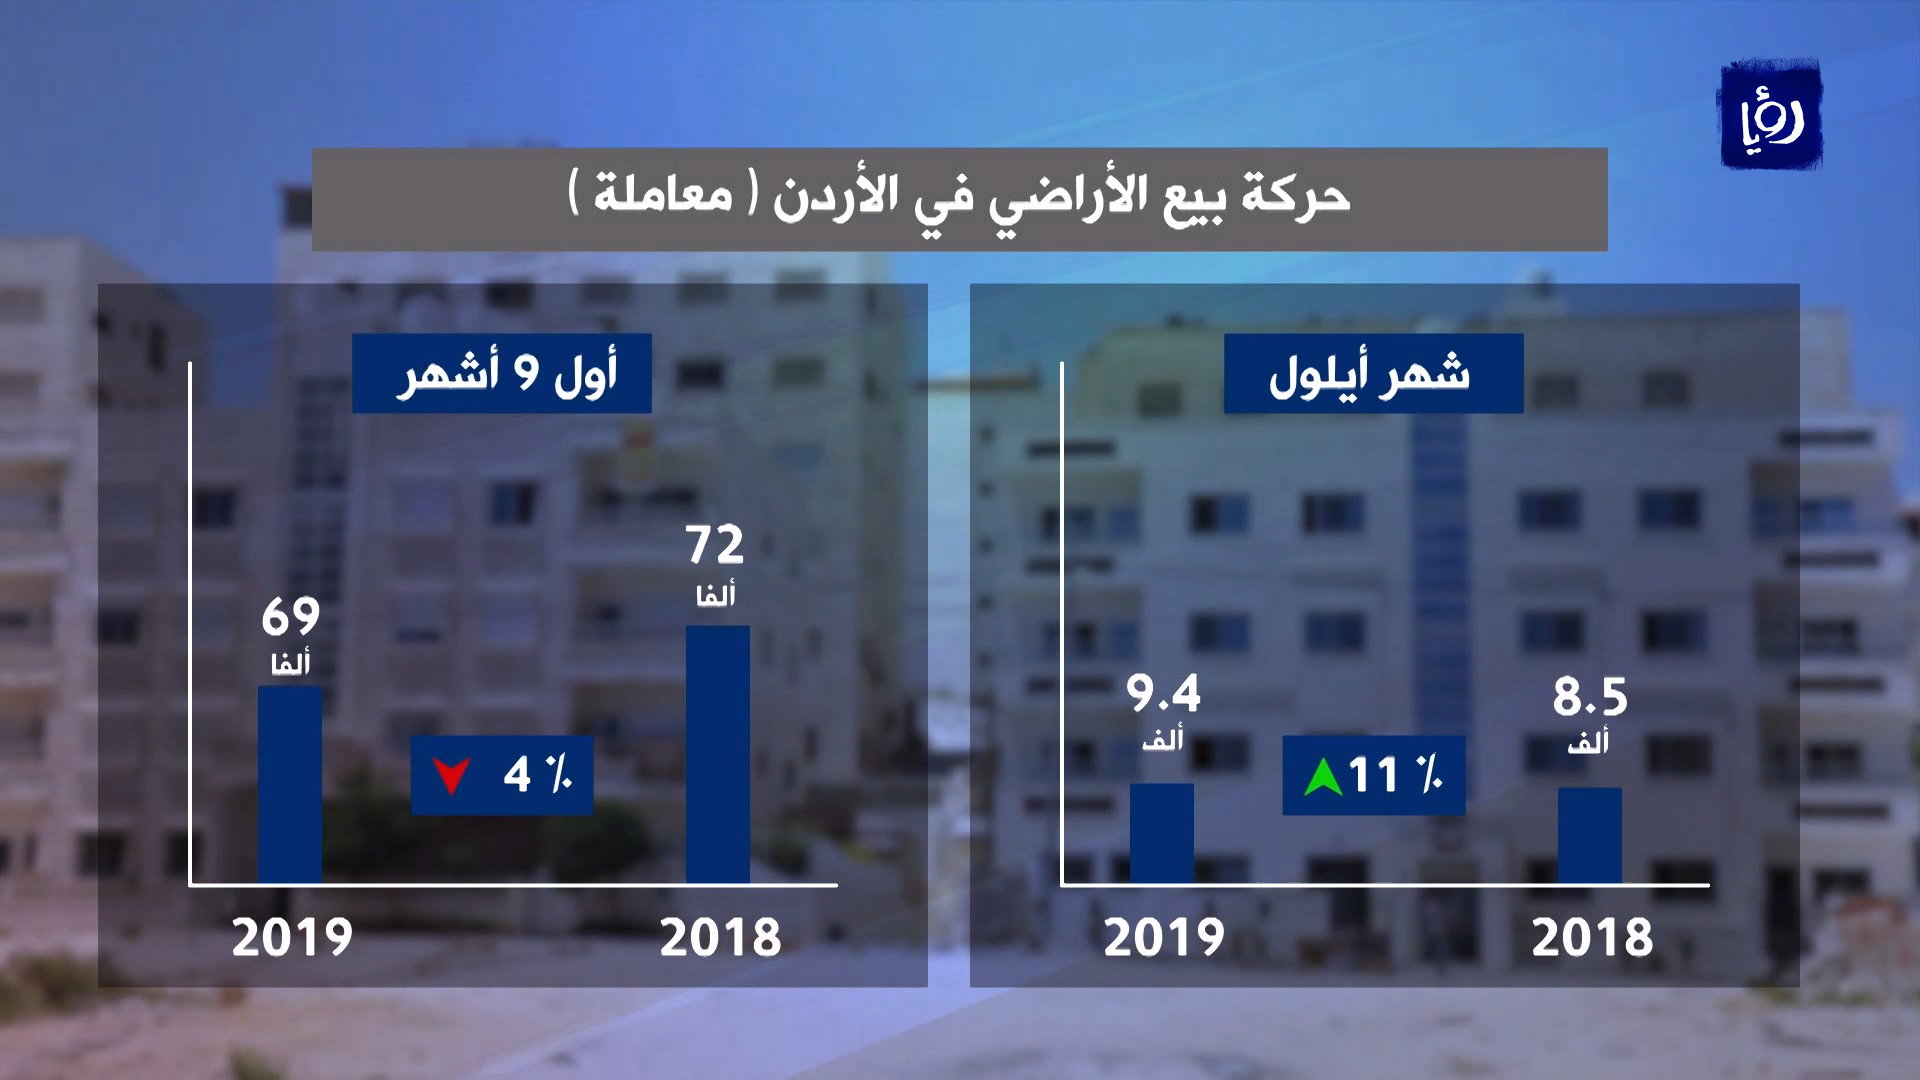 رؤيا
حركة بيع الأراضي في الأردن ( معاملة )
شهر أيلول
8.5
ألف
9.4
ألف
11 %
2018
2019
أول 9 أشهر
72
ألفا
69
ألفا
4 %
2018
2019